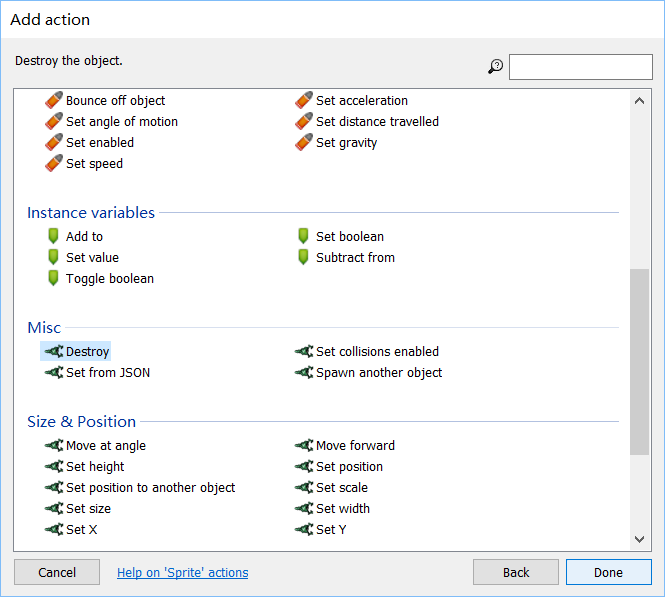 Add action
Destroy the object.
Bounce off object Set acceleration
Set angle of motion Set distance travelled
Set enabled Set gravity
Set speed
Instance variables
Add to Set boolean
Set value Subtract from
Toggle boolean
Misc
Destroy Set collisions enabled
Set from JSON Spawn another object
Size & Position
Move at angle Move forward
Set height Set position
Set position to another object Set scale
Set size Set width
Set X Set Y
Cancel Help on 'Sprite' actions Back Done